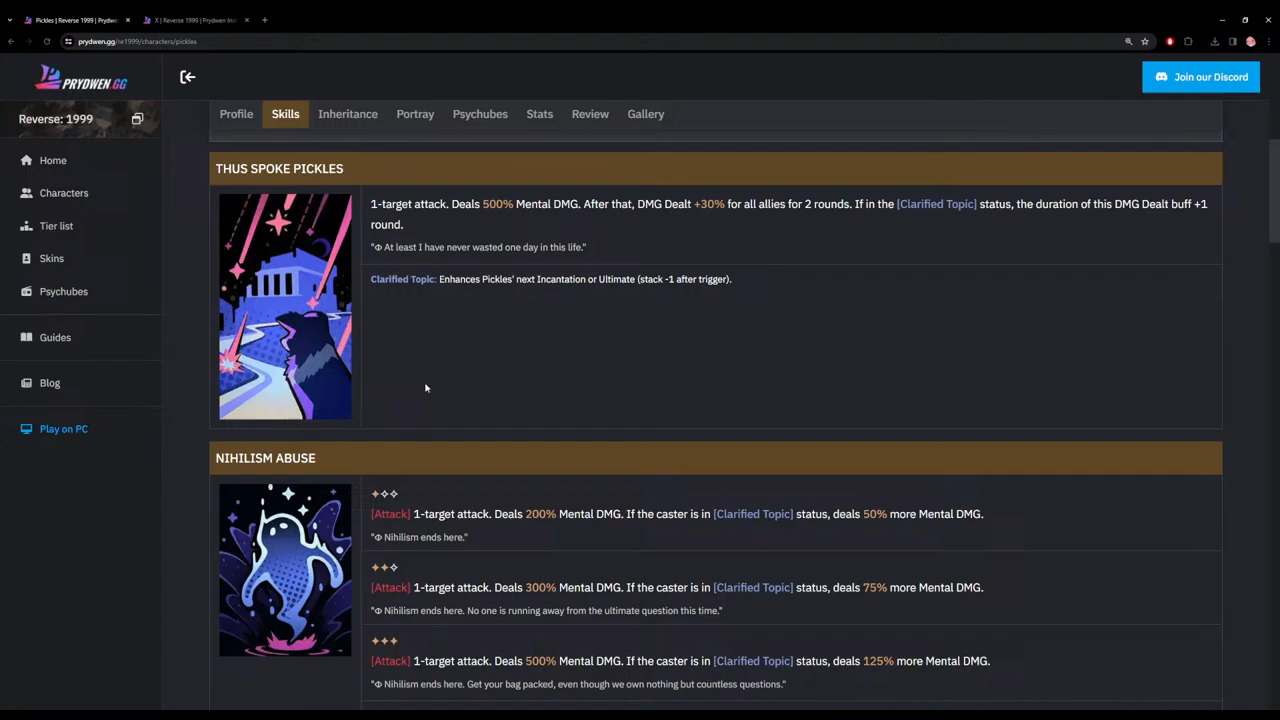 Pickles | Reverse 1999 | Prydw
X | Reverse 1999 | Prydwen Ins
prydwen.gg/re1999/characters/pickles
PRYDWEN.GG
Join our Discord
Reverse: 1999
Home
Characters
Tier list
Skins
Psychubes
Guides
Blog
Play on PC
Profile Skills Inheritance Portray Psychubes Stats Review Gallery
THUS SPOKE PICKLES
1-target attack. Deals 500% Mental DMG. After that, DMG Dealt +30% for all allies for 2 rounds. If in the [Clarified Topic] status, the duration of this DMG Dealt buff +1
round.
"Φ At least I have never wasted one day in this life."
Clarified Topic: Enhances Pickles' next Incantation or Ultimate (stack -1 after trigger).
NIHILISM ABUSE
[Attack] 1-target attack. Deals 200% Mental DMG. If the caster is in [Clarified Topic] status, deals 50% more Mental DMG.
"Φ Nihilism ends here."
[Attack] 1-target attack. Deals 300% Mental DMG. If the caster is in [Clarified Topic] status, deals 75% more Mental DMG.
"Φ Nihilism ends here. No one is running away from the ultimate question this time."
[Attack] 1-target attack. Deals 500% Mental DMG. If the caster is in [Clarified Topic] status, deals 125% more Mental DMG.
"Φ Nihilism ends here. Get your bag packed, even though we own nothing but countless questions."